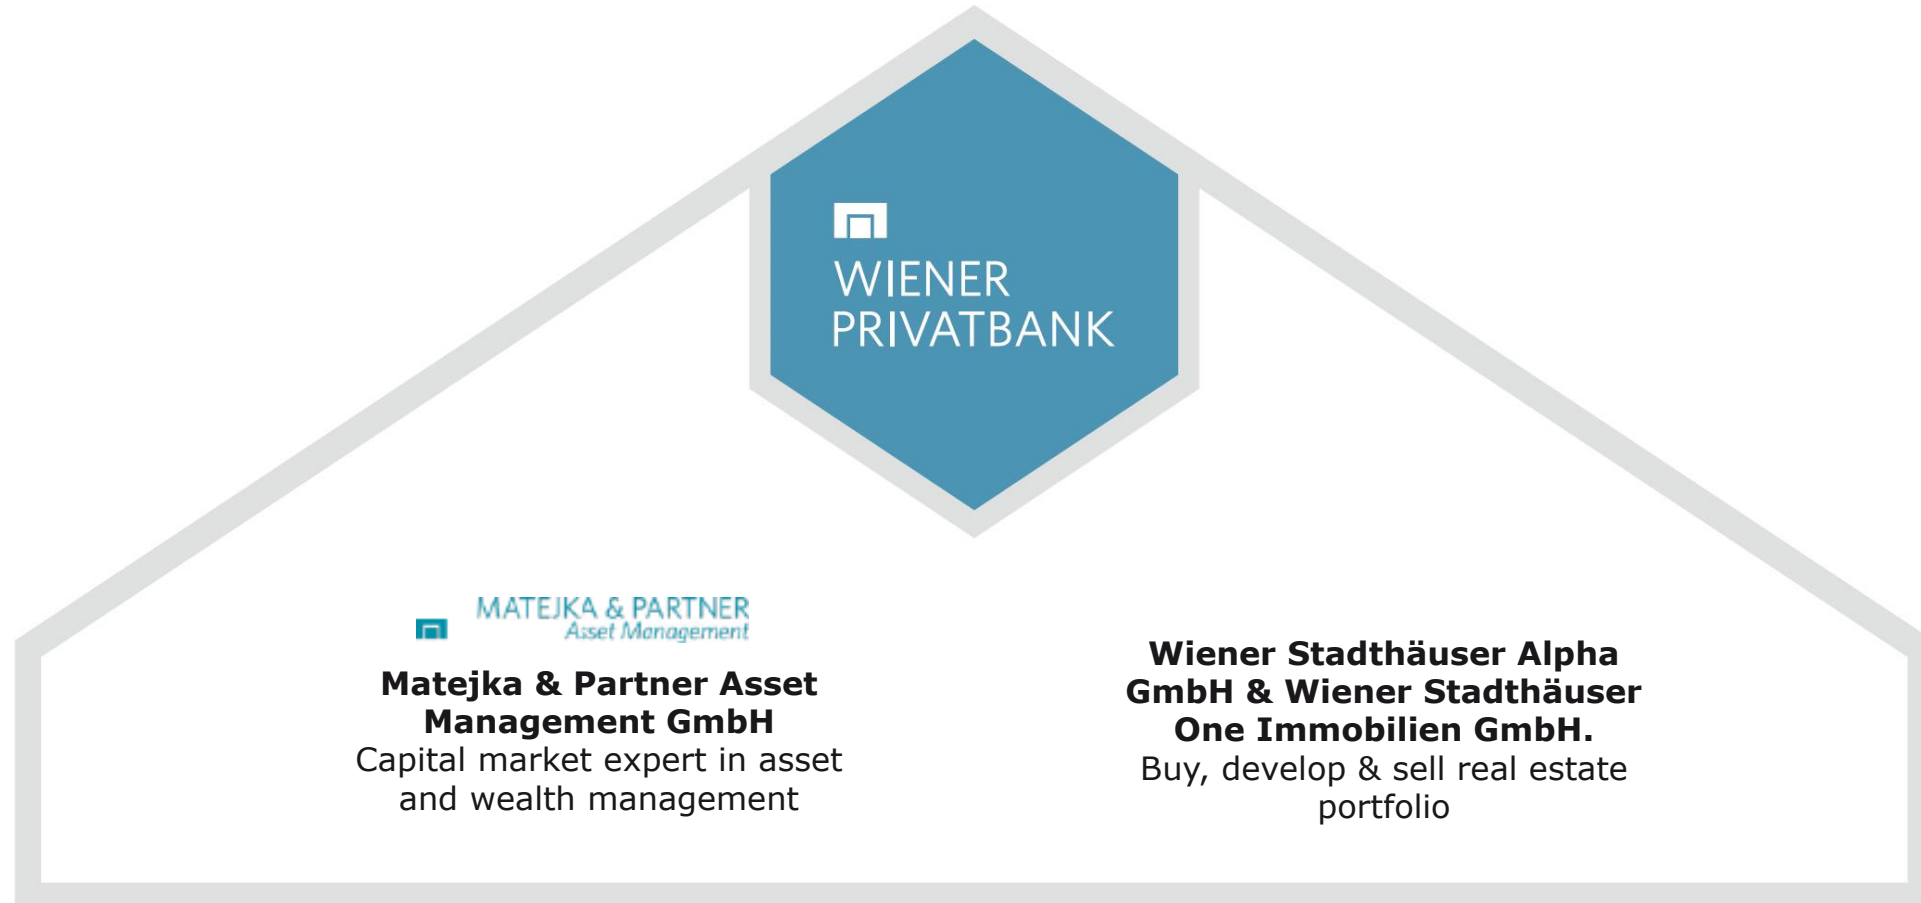 WIENER
PRIVATBANK
MATEJKA & PARTNER
Asset Management
Matejka & Partner Asset
Management GmbH
Capital market expert in asset
and wealth management
Wiener Stadthäuser Alpha
GmbH & Wiener Stadthäuser
One Immobilien GmbH.
Buy, develop & sell real estate
portfolio